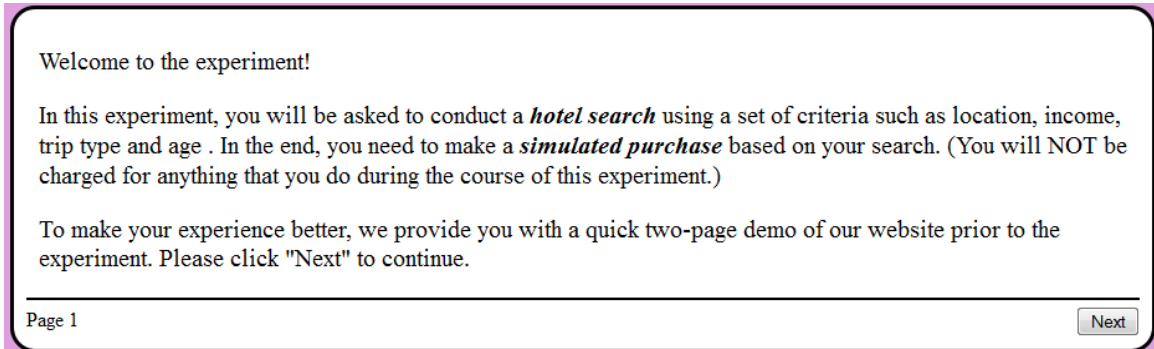 Welcome to the experiment!
In this experiment, you will be asked to conduct a hotel search using a set of criteria such as location, income,
trip type and age . In the end, you need to make a simulated purchase based on your search. (You will NOT be
charged for anything that you do during the course of this experiment.)
To make your experience better, we provide you with a quick two-page demo of our website prior to the
experiment. Please click "Next" to continue.
Page 1
Next